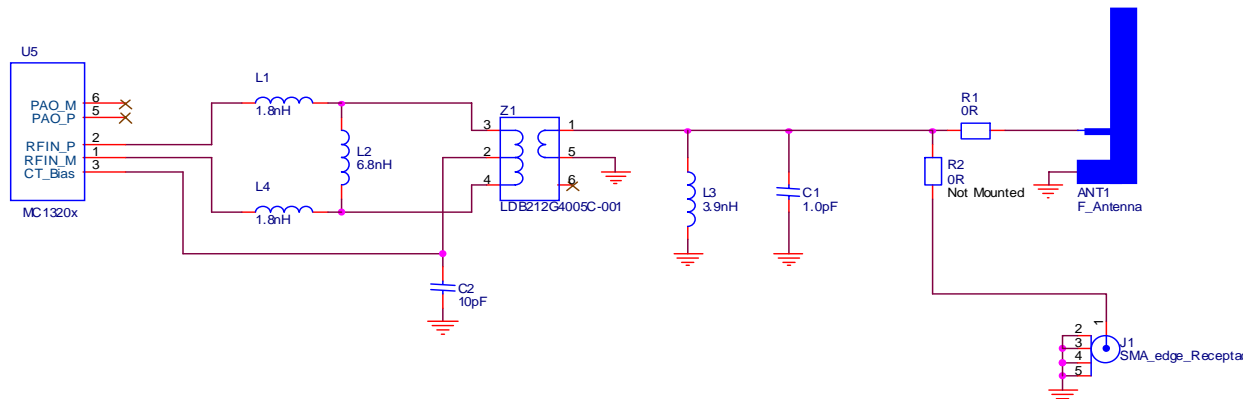 U5
PAO_M 6
PAO_P 5
RFIN_P 2
RFIN_M 1
CT_Bias 3
MC1320x
L1
1.8nH
L2
6.8nH
L4
1.8nH
C2
10pF
Z1
3 1
2 5
4 6
LDB212G4005C-001
L3
3.9nH
C1
1.0pF
R1
0R
R2
0R
Not Mounted
ANT1
F_Antenna
1
2
3
4
5
J1
SMA_edge_Recepta